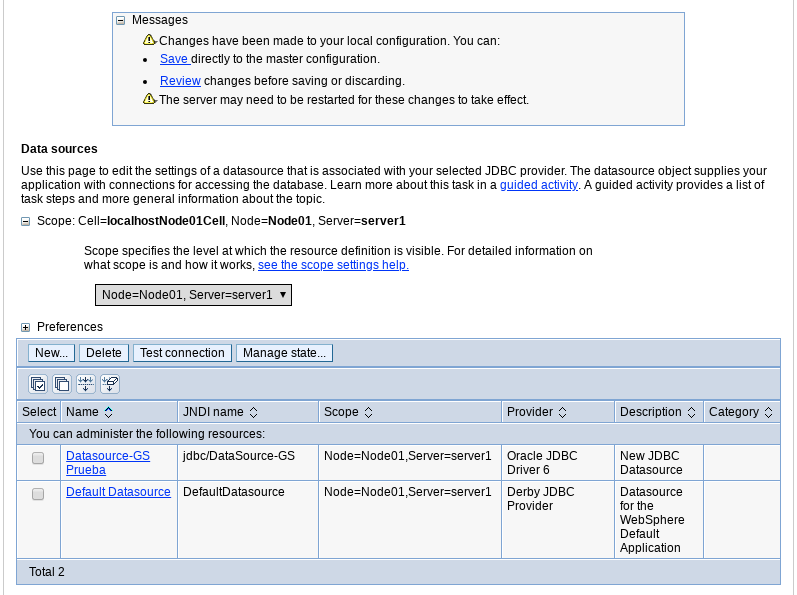 Messages
Changes have been made to your local configuration. You can:
• Save directly to the master configuration.
• Review changes before saving or discarding.
The server may need to be restarted for these changes to take effect.
Data sources
Use this page to edit the settings of a datasource that is associated with your selected JDBC provider. The datasource object supplies your
application with connections for accessing the database. Learn more about this task in a guided activity. A guided activity provides a list of
task steps and more general information about the topic.
Scope: Cell=localhostNode01Cell, Node=Node01, Server=server1
Scope specifies the level at which the resource definition is visible. For detailed information on
what scope is and how it works, see the scope settings help.
Node=Node01, Server=server1
Preferences
New... Delete Test connection Manage state...
Select Name JNDI name Scope Provider Description Category
You can administer the following resources:
Datasource-GS jdbc/DataSource-GS Node=Node01,Server=server1 Oracle JDBC New JDBC
Prueba Driver 6 Datasource
Default Datasource DefaultDatasource Node=Node01,Server=server1 Derby JDBC Datasource
Provider for the
WebSphere
Default
Application
Total 2